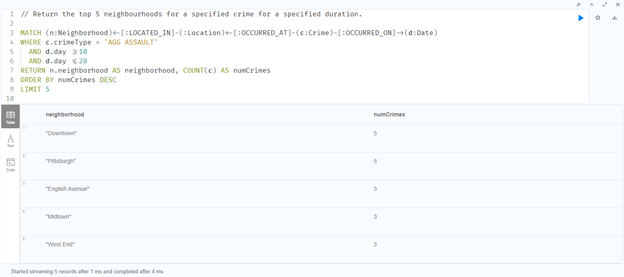 1 // Return the top 5 neighbourhoods for a specified crime for a specified duration.
2
3 MATCH (n:Neighborhood)<-[:LOCATED_IN]-(:Location)<-[:OCCURRED_AT]-(c:Crime)-[:OCCURRED_ON]->(d:Date)
4 WHERE c.crimeType = 'AGG ASSAULT'
5 AND d.day >=10
6 AND d.day <=28
7 RETURN n.neighborhood AS neighborhood, COUNT(c) AS numCrimes
8 ORDER BY numCrimes DESC
9 LIMIT 5
10
neighborhood numCrimes
Table
1 "Downtown" 5
Text
2 "Pittsburgh" 5
Code
3 "English Avenue" 3
4 "Midtown" 3
5 "West End" 3
Started streaming 5 records after 1 ms and completed after 4 ms.